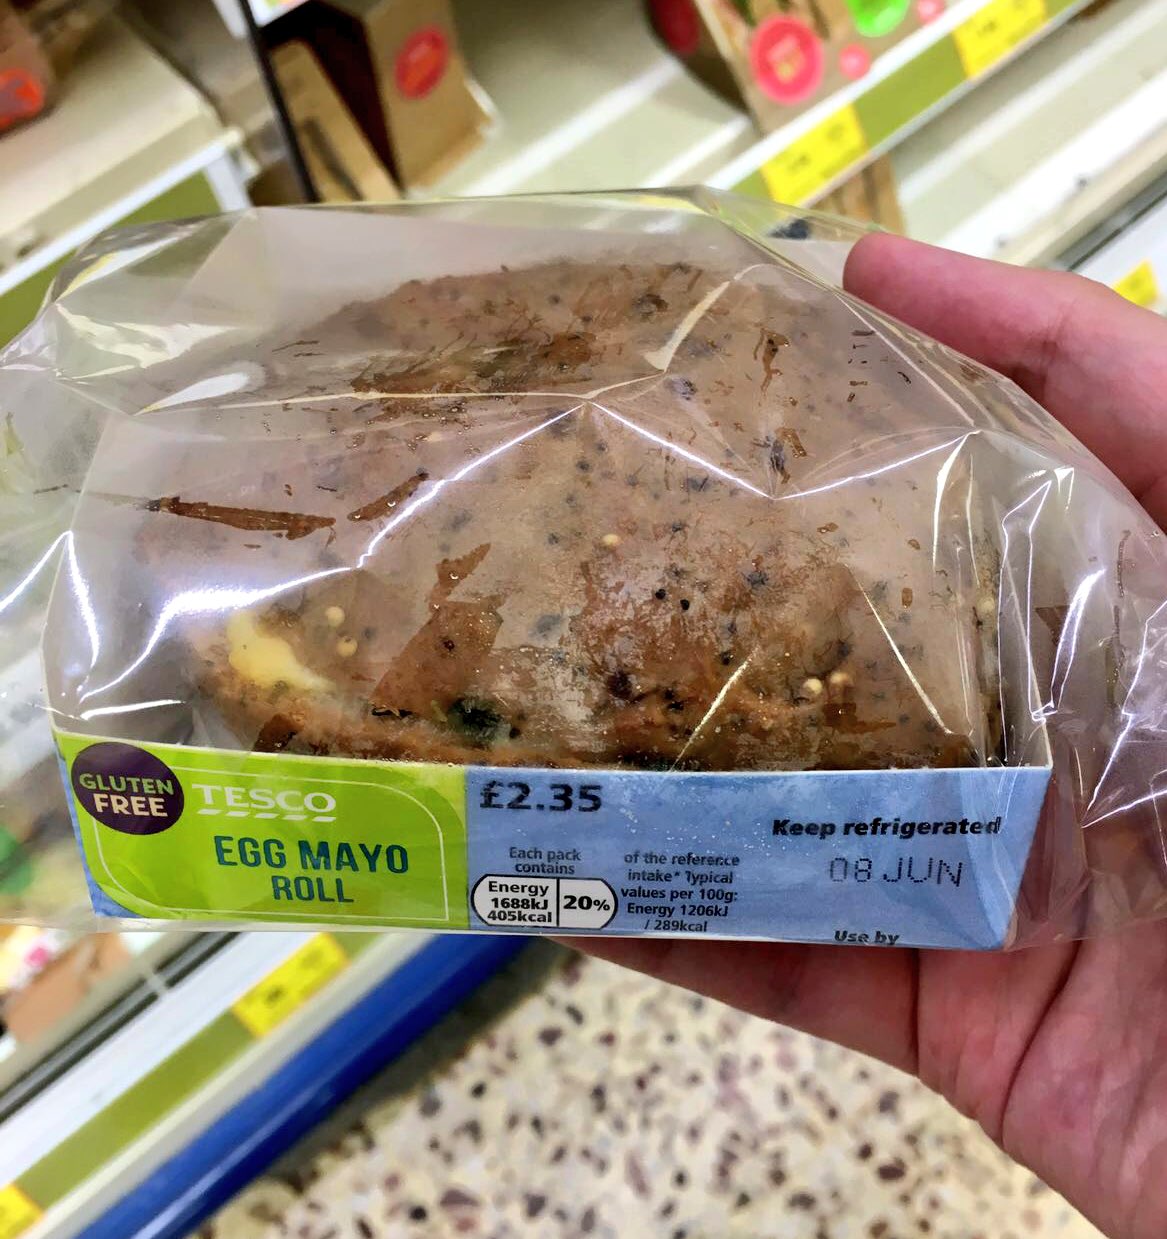 GLUTEN
FREE
TESCO
EGG MAYO
ROLL
£2.35
Each pack
contains
Energy
1688kJ
405kcal
20%
of the reference
intake* Typical
values per 100g:
Energy 1206kJ
/ 289kcal
Keep refrigerated
08 JUN
Use by